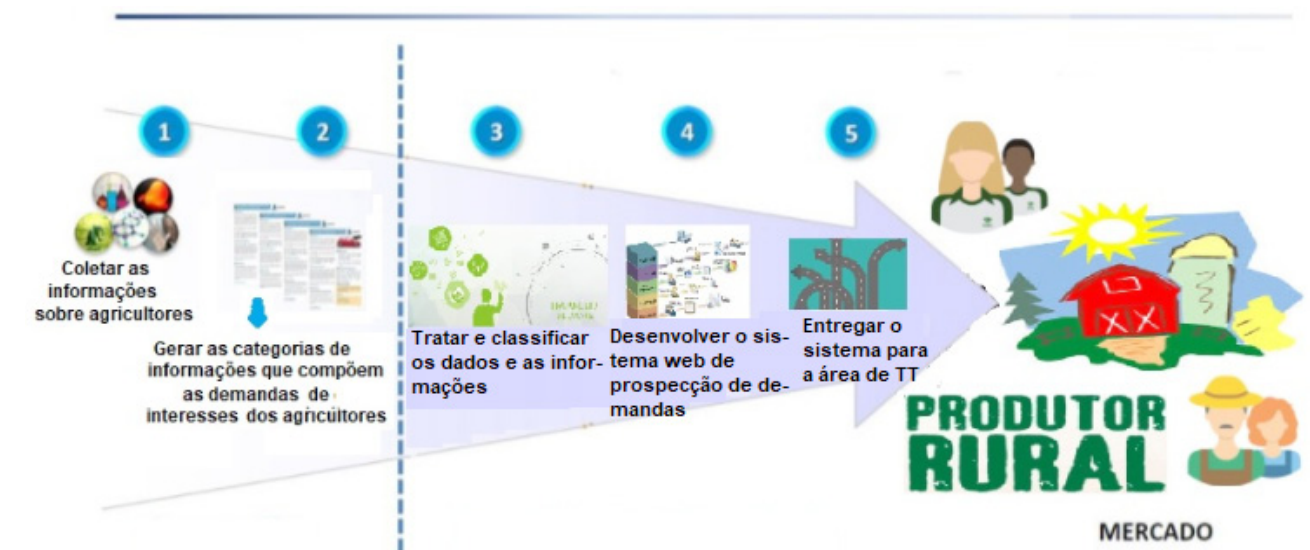 1
2
3
4
5
Coletar as
informações
sobre agricultores
Gerar as categorias de
informações que compõem
as demandas de
interesses dos agricultores
Tratar e classificar
os dados e as infor-
mações
Desenvolver o sis-
tema web de
prospecção de de-
mandas
Entregar o
sistema para
a área de TT
PRODUTOR
RURAL
MERCADO